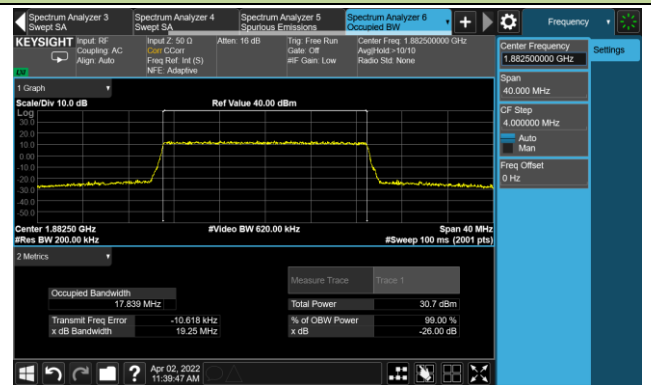 Spectrum Analyzer 3
Swept SA
Spectrum Analyzer 4
Swept SA
Spectrum Analyzer 5
Spurious Emissions
Spectrum Analyzer 6
Occupied BW
Frequency
KEYSIGHT
Input: RF
Coupling: AC
Align: Auto
Input Z: 50 Ω
Corr CCorr
Freq Ref: Int (S)
NFE: Adaptive
Atten: 16 dB
Trig: Free Run
Gate: Off
#IF Gain: Low
Center Freq: 1.882500000 GHz
Avg|Hold:>10/10
Radio Std: None
Center Frequency
1.882500000 GHz
Settings
Span
40.000 MHz
CF Step
4.000000 MHz
Auto
Man
Freq Offset
0 Hz
1 Graph
Scale/Div 10.0 dB
Ref Value 40.00 dBm
Log
30.0
20.0
10.0
0.00
-10.0
-20.0
-30.0
-40.0
-50.0
Center 1.88250 GHz
#Video BW 620.00 kHz
Span 40 MHz
#Res BW 200.00 kHz
#Sweep 100 ms (2001 pts)
2 Metrics
Measure Trace
Trace 1
Occupied Bandwidth
17.839 MHz
Total Power
30.7 dBm
Transmit Freq Error
-10.618 kHz
% of OBW Power
99.00 %
x dB Bandwidth
19.25 MHz
x dB
-26.00 dB
Apr 02, 2022
11:39:47 AM